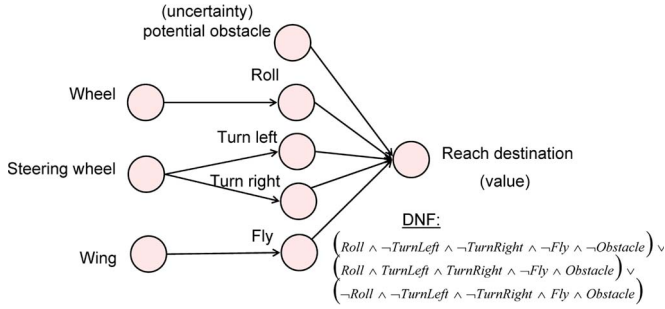 (uncertainty)
potential obstacle
Roll
Wheel
Turn left
Steering wheel
Turn right
Reach destination
(value)
Wing
Fly
DNF:
(Roll ∧ ¬TurnLeft ∧ ¬TurnRight ∧ ¬Fly ∧ ¬Obstacle) ∨
(Roll ∧ TurnLeft ∧ TurnRight ∧ ¬Fly ∧ Obstacle) ∨
(¬Roll ∧ ¬TurnLeft ∧ ¬TurnRight ∧ Fly ∧ Obstacle)